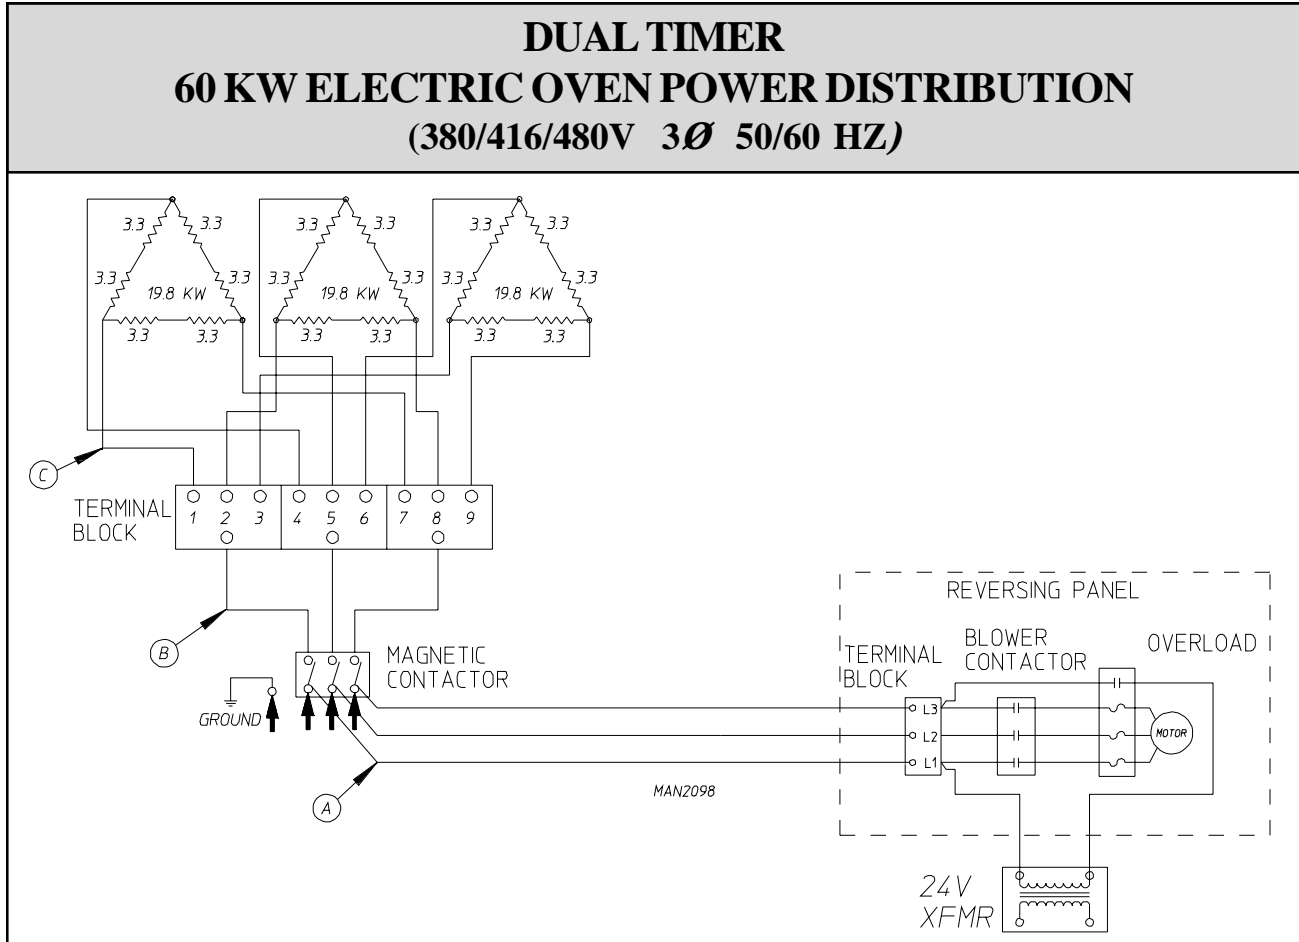 DUAL TIMER
60 KW ELECTRIC OVEN POWER DISTRIBUTION
(380/416/480V 3Ø 50/60 HZ)
3.3 3.3 3.3 3.3 3.3 3.3
3.3 3.3 3.3 3.3 3.3 3.3
19.8 KW 19.8 KW 19.8 KW
3.3 3.3 3.3 3.3 3.3 3.3
C
TERMINAL
BLOCK
1 2 3 4 5 6 7 8 9
B
MAGNETIC
CONTACTOR
GROUND
A
MAN2098
REVERSING PANEL
TERMINAL
BLOCK
BLOWER
CONTACTOR
OVERLOAD
L3
L2
L1
MOTOR
24V
XFMR